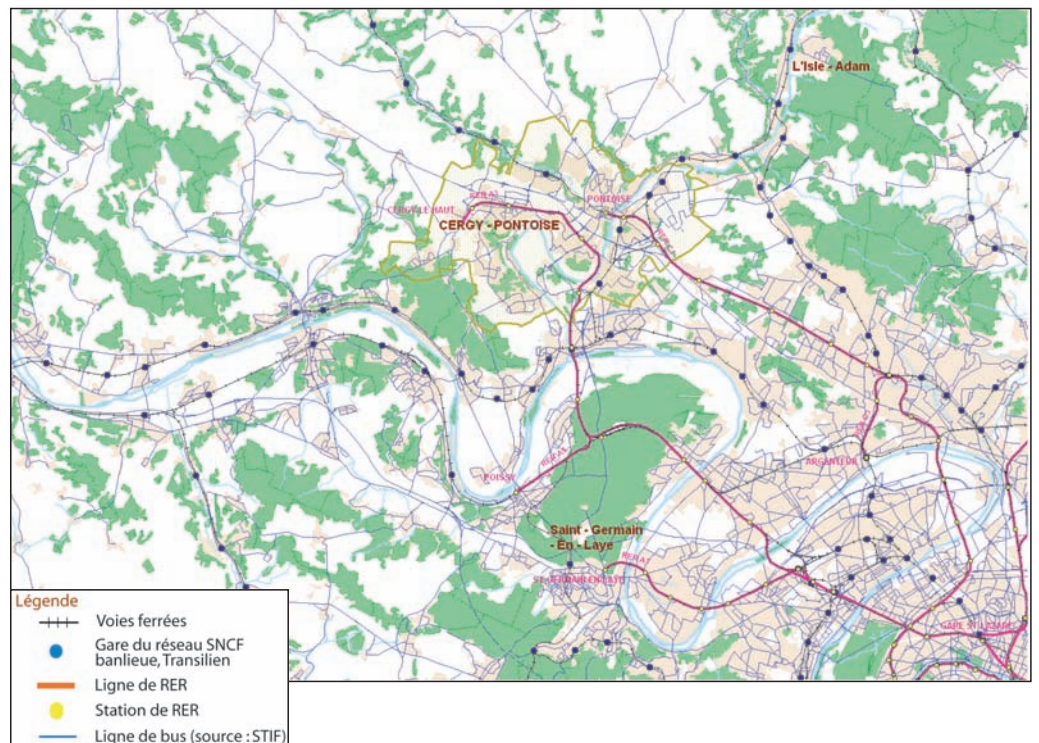 L'Isle - Adam
CERGY LE HAUT
PONTOISE
CERGY - PONTOISE
POISSY
ARGENTEUIL
Saint - Germain
- En - Laye
GARE ST LAZARE
Légende
Voies ferrées
Gare du réseau SNCF
banlieue, Transilien
Ligne de RER
Station de RER
Ligne de bus (source : STIF)